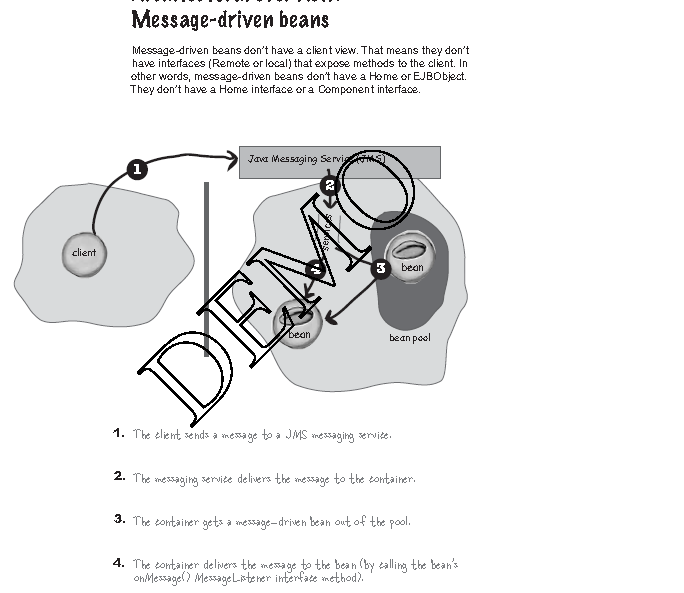 Message-driven beans
Message-driven beans don't have a client view. That means they don't
have interfaces (Remote or local) that expose methods to the client. In
other words, message-driven beans don't have a Home or EJBObject.
They don't have a Home interface or a Component interface.
Java Messaging Service (JMS)
1
2
services
client
bean
3
4
bean
bean pool
DEMO
1. The client sends a message to a JMS messaging service.
2. The messaging service delivers the message to the container.
3. The container gets a message-driven bean out of the pool.
4. The container delivers the message to the bean (by calling the bean's
onMessage() MessageListener interface method).